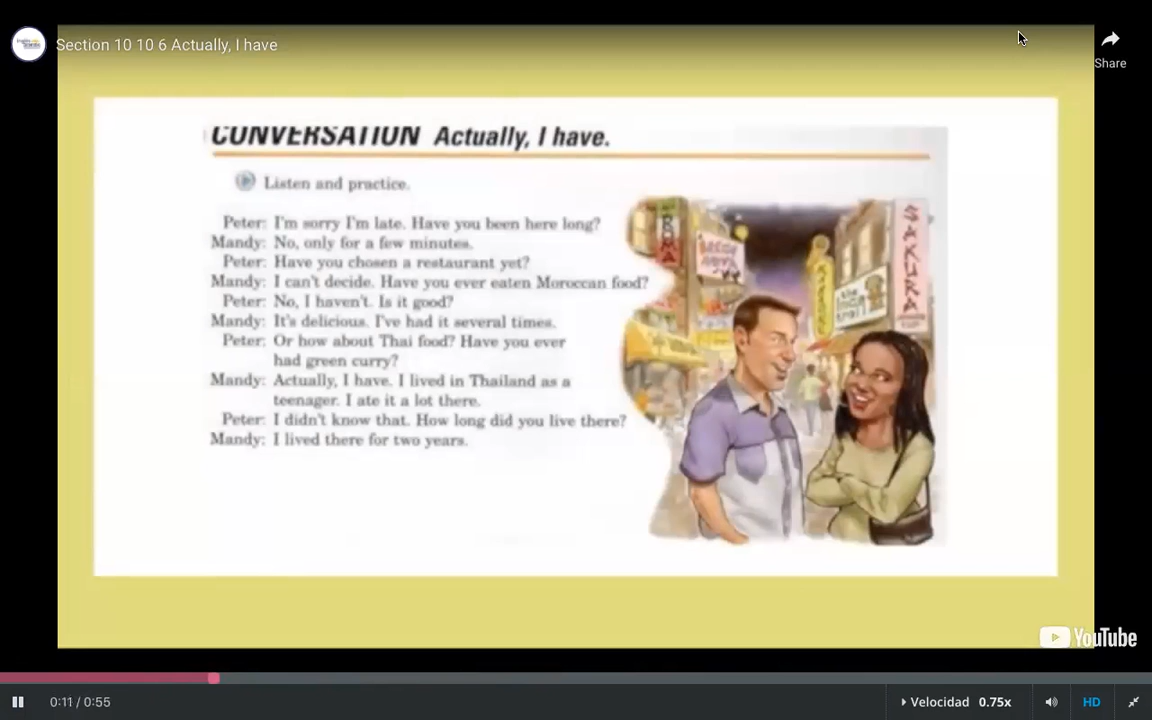 Section 10 10 6 Actually, I have
Share
CONVERSATION Actually, I have.
Listen and practice.
Peter: I'm sorry I'm late. Have you been here long?
Mandy: No, only for a few minutes.
Peter: Have you chosen a restaurant yet?
Mandy: I can't decide. Have you ever eaten Moroccan food?
Peter: No, I haven't. Is it good?
Mandy: It's delicious. I've had it several times.
Peter: Or how about Thai food? Have you ever
had green curry?
Mandy: Actually, I have. I lived in Thailand as a
teenager. I ate it a lot there.
Peter: I didn't know that. How long did you live there?
Mandy: I lived there for two years.
SAKURA
YouTube
0:11 / 0:55
Velocidad 0.75x
HD